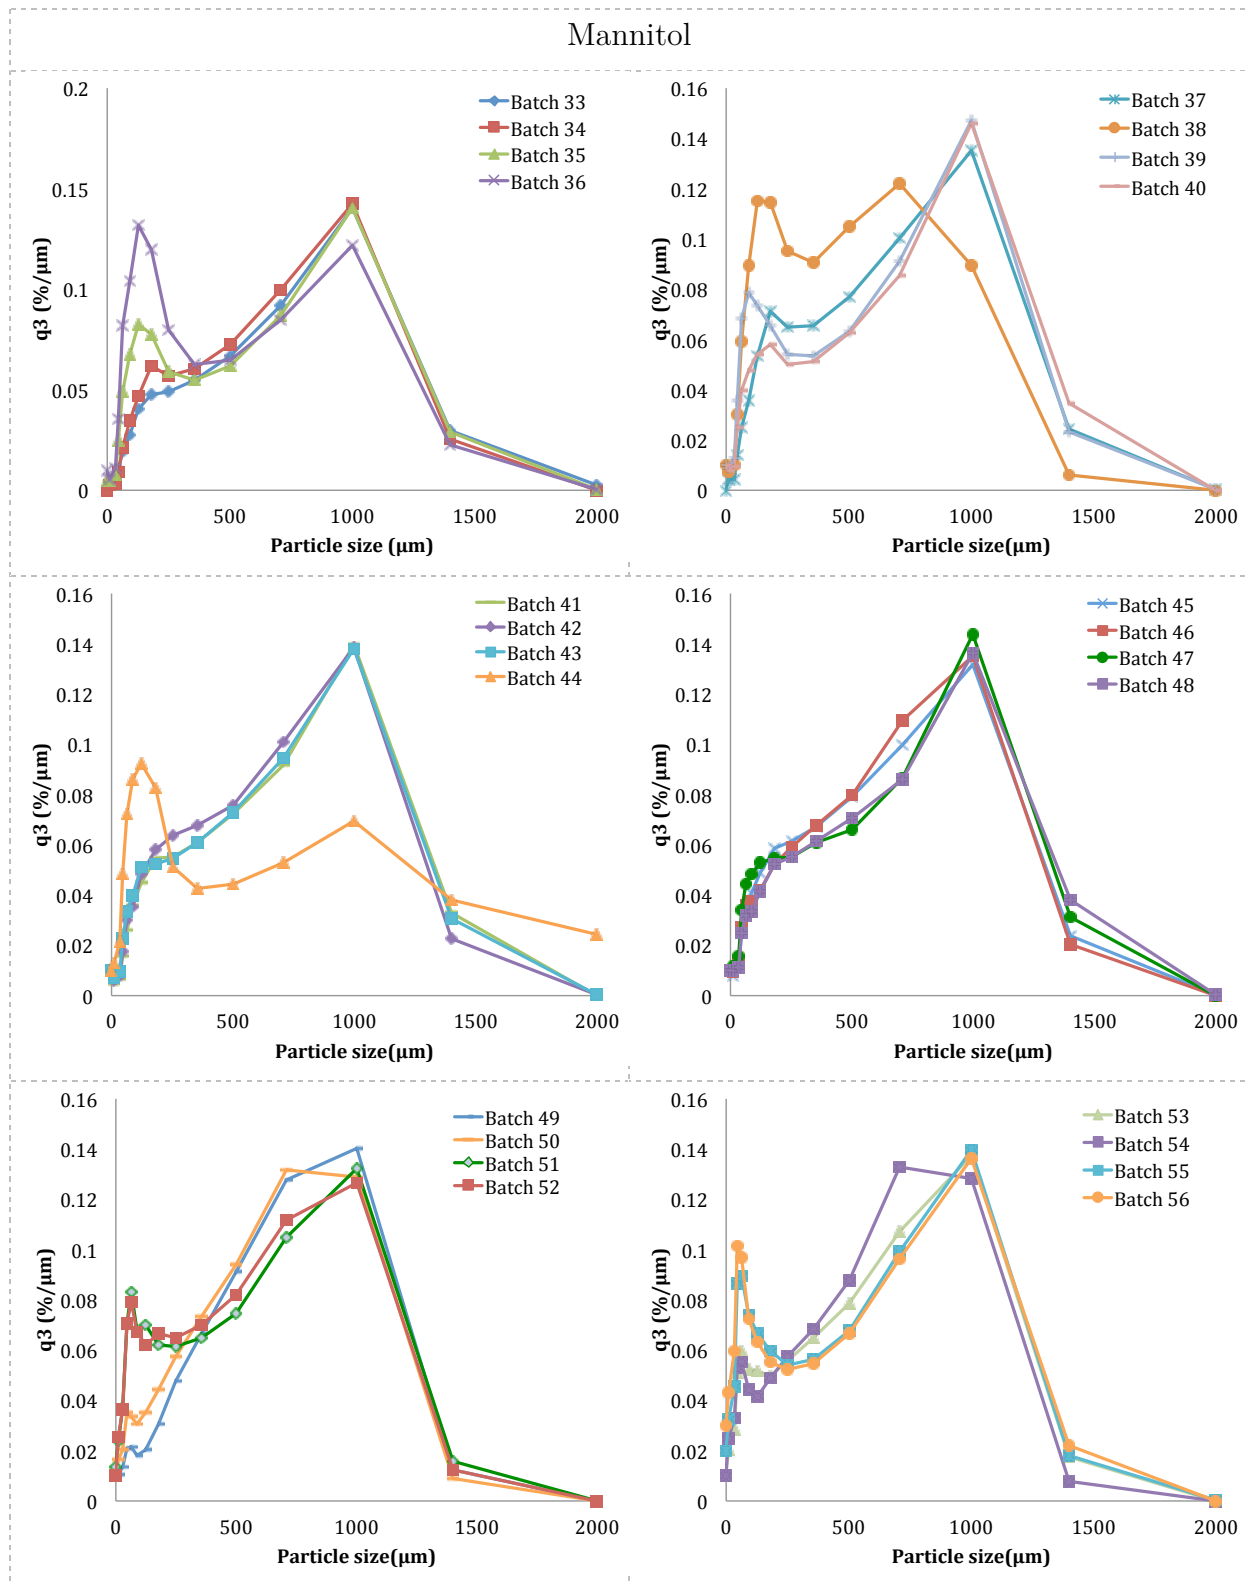 Mannitol
0.2
0.15
0.1
0.05
0
q3 (%/µm)
0 500 1000 1500 2000
Particle size (µm)
Batch 33
Batch 34
Batch 35
Batch 36
0.16
0.14
0.12
0.1
0.08
0.06
0.04
0.02
0
q3 (%/µm)
0 500 1000 1500 2000
Particle size(µm)
Batch 37
Batch 38
Batch 39
Batch 40
0.16
0.14
0.12
0.1
0.08
0.06
0.04
0.02
0
q3 (%/µm)
0 500 1000 1500 2000
Particle size(µm)
Batch 41
Batch 42
Batch 43
Batch 44
0.16
0.14
0.12
0.1
0.08
0.06
0.04
0.02
0
q3 (%/µm)
0 500 1000 1500 2000
Particle size(µm)
Batch 45
Batch 46
Batch 47
Batch 48
0.16
0.14
0.12
0.1
0.08
0.06
0.04
0.02
0
q3 (%/µm)
0 500 1000 1500 2000
Particle size(µm)
Batch 49
Batch 50
Batch 51
Batch 52
0.16
0.14
0.12
0.1
0.08
0.06
0.04
0.02
0
q3 (%/µm)
0 500 1000 1500 2000
Particle size(µm)
Batch 53
Batch 54
Batch 55
Batch 56